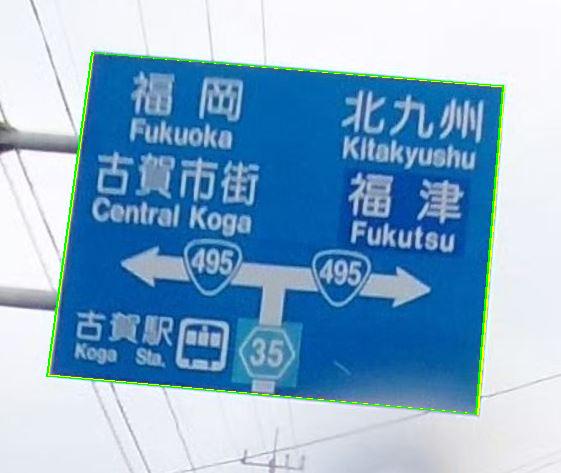 福岡
Fukuoka
古賀市街
Central Koga
北九州
Kitakyushu
福津
Fukutsu
495
495
古賀駅
Koga Sta.
35